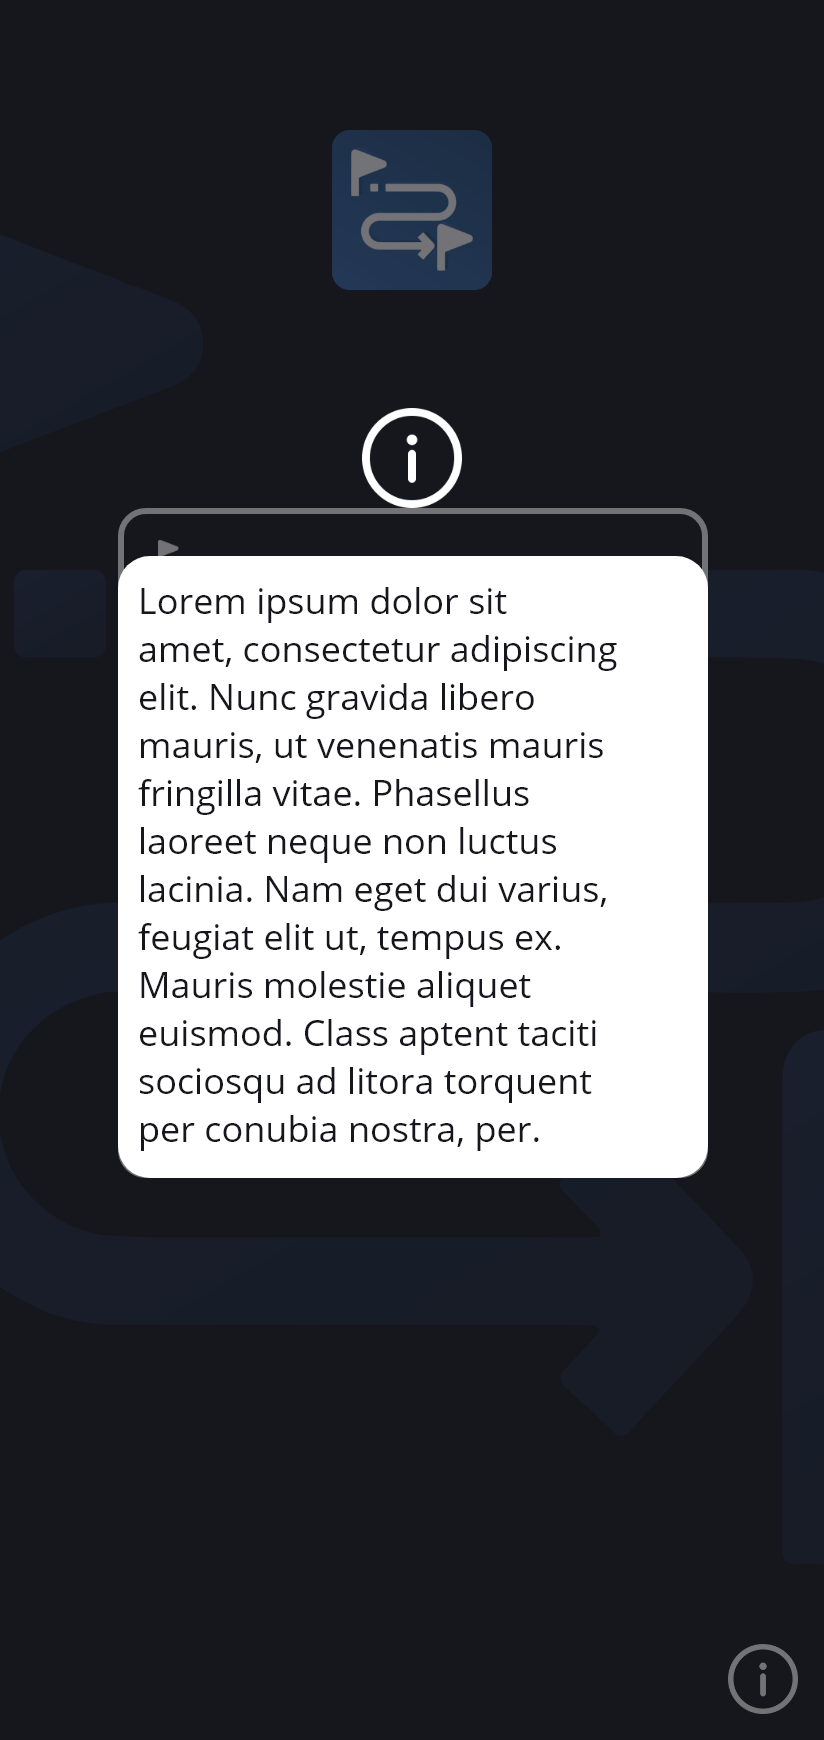 Lorem ipsum dolor sit
amet, consectetur adipiscing
elit. Nunc gravida libero
mauris, ut venenatis mauris
fringilla vitae. Phasellus
laoreet neque non luctus
lacinia. Nam eget dui varius,
feugiat elit ut, tempus ex.
Mauris molestie aliquet
euismod. Class aptent taciti
sociosqu ad litora torquent
per conubia nostra, per.